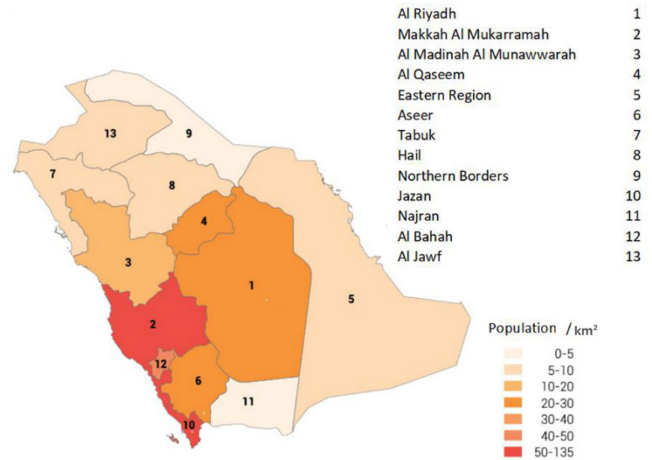 Al Riyadh 1
Makkah Al Mukarramah 2
Al Madinah Al Munawwarah 3
Al Qaseem 4
Eastern Region 5
Aseer 6
Tabuk 7
Hail 8
Northern Borders 9
Jazan 10
Najran 11
Al Bahah 12
Al Jawf 13
13
9
7
8
4
3
1
5
2
12
6
11
10
Population / km²
0-5
5-10
10-20
20-30
30-40
40-50
50-135